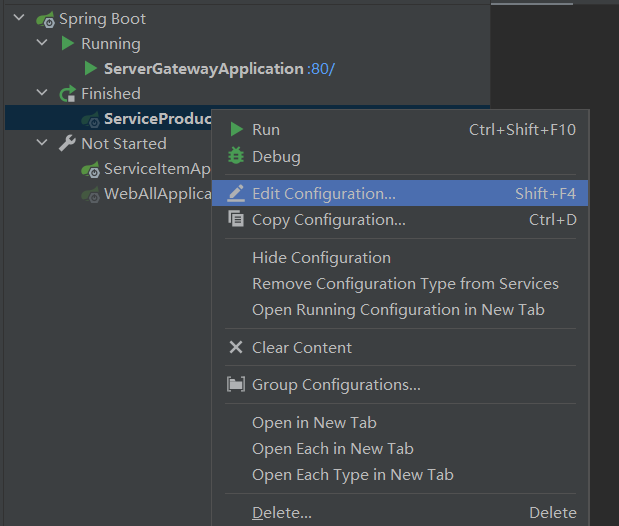 Spring Boot
Running
ServerGatewayApplication :80/
Finished
ServiceProduc
Not Started
ServiceItemAp
WebAllApplica
Run Ctrl+Shift+F10
Debug
Edit Configuration... Shift+F4
Copy Configuration... Ctrl+D
Hide Configuration
Remove Configuration Type from Services
Open Running Configuration in New Tab
Clear Content
Group Configurations...
Open in New Tab
Open Each in New Tab
Open Each Type in New Tab
Delete... Delete